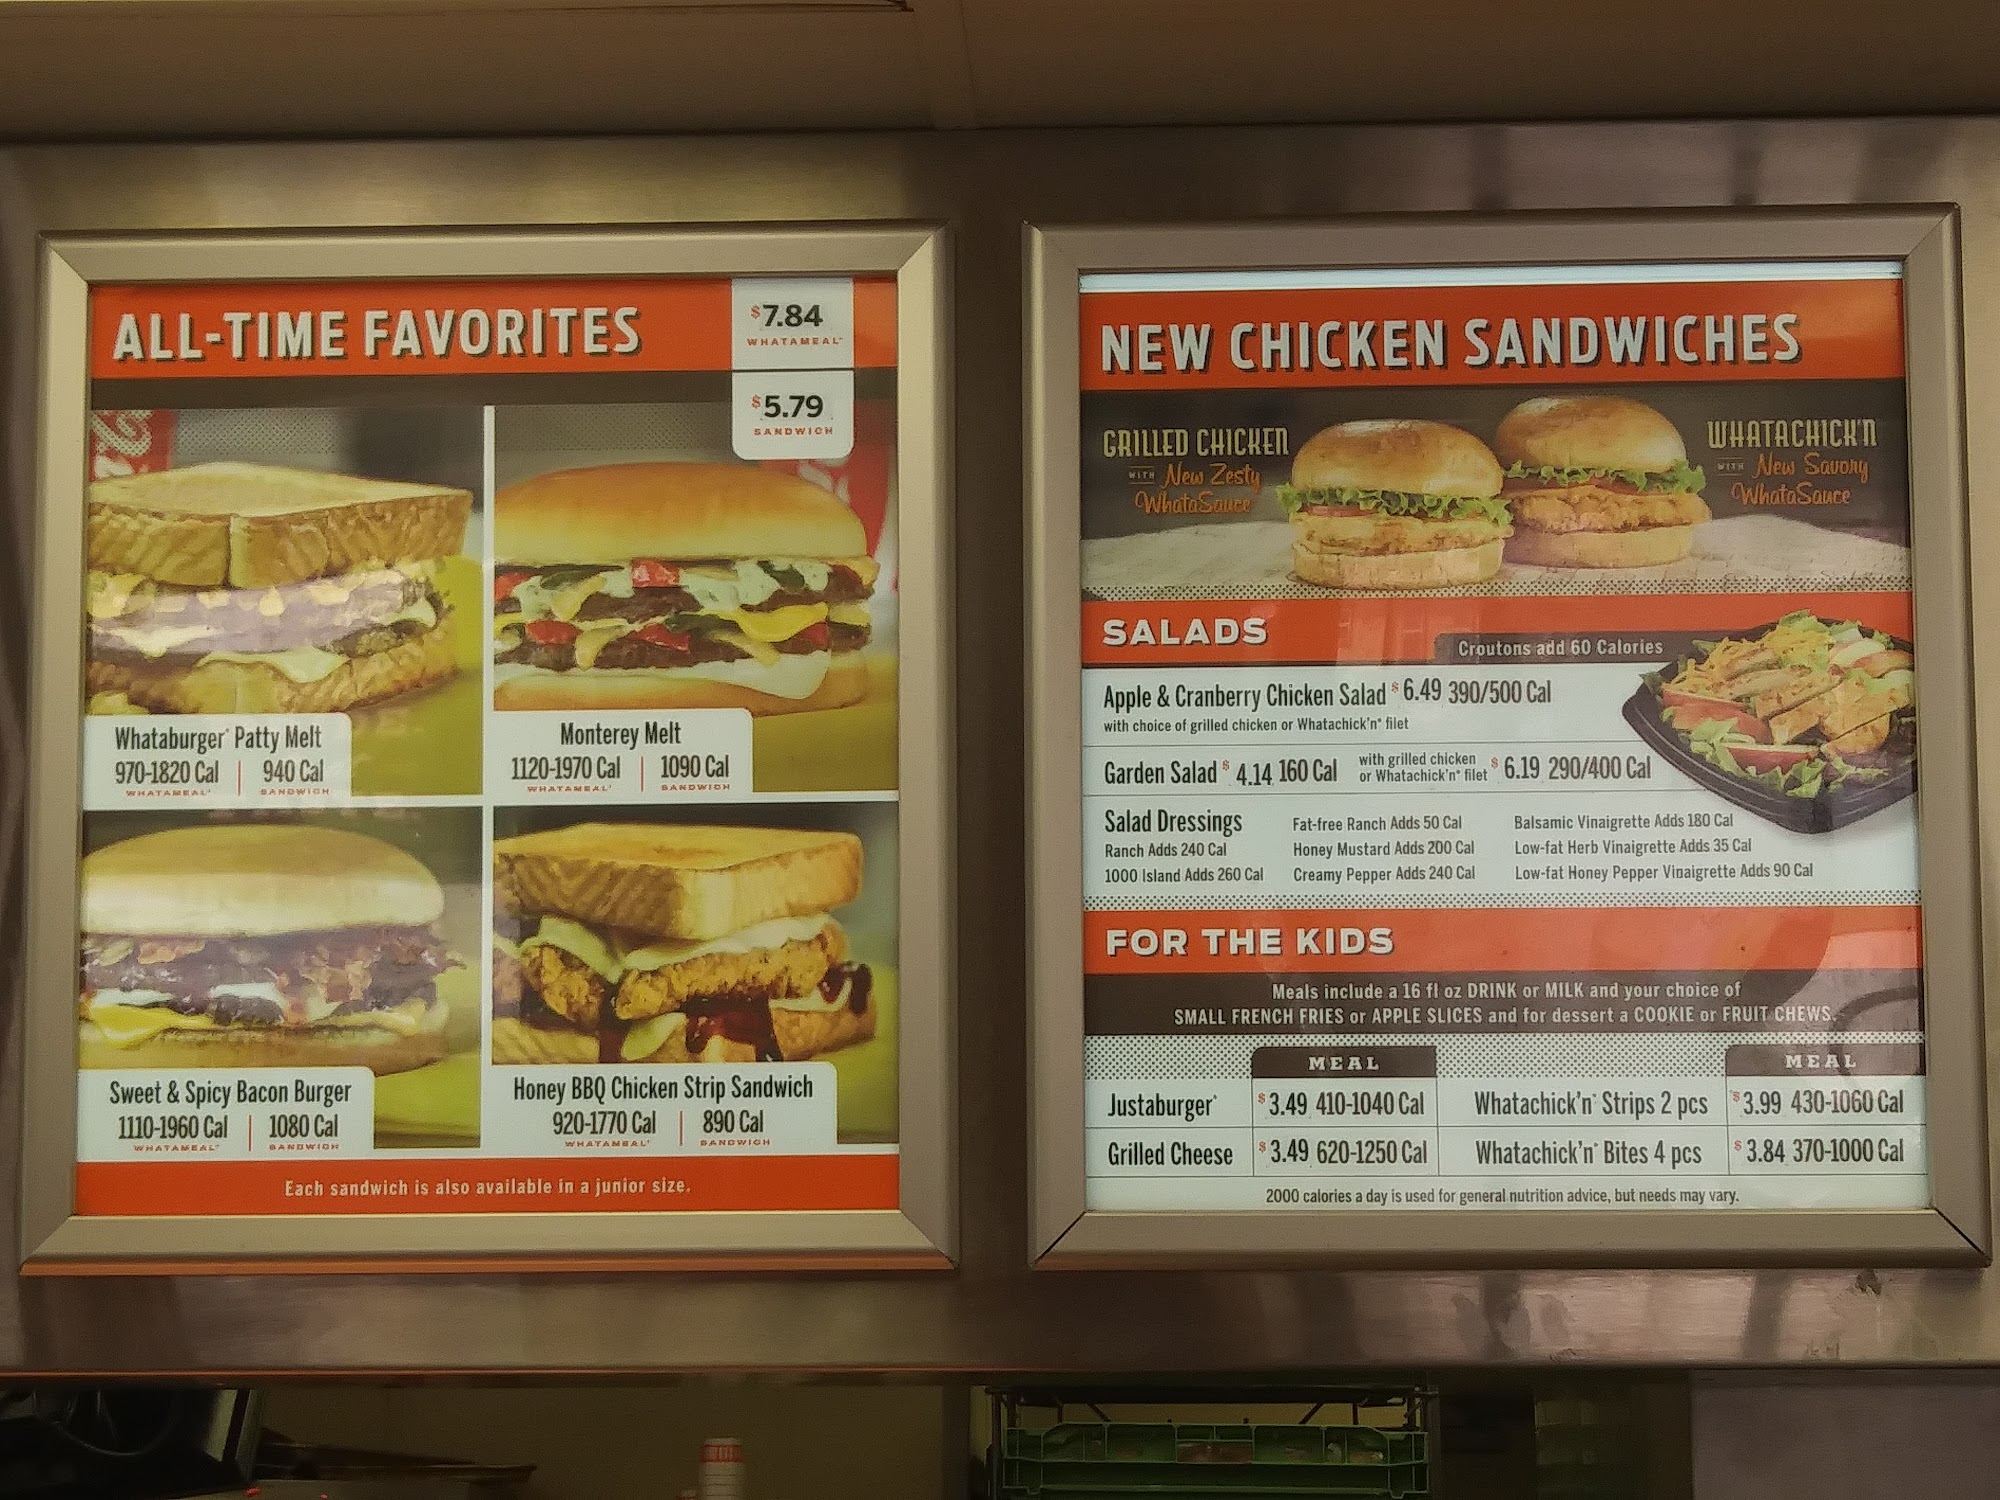 ALL-TIME FAVORITES
$7.84
WHATAMEAL
$5.79
SANDWICH
Whataburger® Patty Melt
970-1820 Cal | 940 Cal
WHATAMEAL SANDWICH
Monterey Melt
1120-1970 Cal | 1090 Cal
WHATAMEAL SANDWICH
Sweet & Spicy Bacon Burger
1110-1960 Cal | 1080 Cal
WHATAMEAL SANDWICH
Honey BBQ Chicken Strip Sandwich
920-1770 Cal | 890 Cal
WHATAMEAL SANDWICH
Each sandwich is also available in a junior size.
NEW CHICKEN SANDWICHES
GRILLED CHICKEN
WITH New Zesty
WhataSauce
WHATACHICK'N
WITH New Savory
WhataSauce
SALADS
Croutons add 60 Calories
Apple & Cranberry Chicken Salad $6.49 390/500 Cal
with choice of grilled chicken or Whatachick'n® filet
Garden Salad $4.14 160 Cal
with grilled chicken
or Whatachick'n® filet
$6.19 290/400 Cal
Salad Dressings
Ranch Adds 240 Cal
1000 Island Adds 260 Cal
Fat-free Ranch Adds 50 Cal
Honey Mustard Adds 200 Cal
Creamy Pepper Adds 240 Cal
Balsamic Vinaigrette Adds 180 Cal
Low-fat Herb Vinaigrette Adds 35 Cal
Low-fat Honey Pepper Vinaigrette Adds 90 Cal
FOR THE KIDS
Meals include a 16 fl oz DRINK or MILK and your choice of
SMALL FRENCH FRIES or APPLE SLICES and for dessert a COOKIE or FRUIT CHEWS.
MEAL MEAL
Justaburger® $3.49 410-1040 Cal Whatachick'n® Strips 2 pcs $3.99 430-1060 Cal
Grilled Cheese $3.49 620-1250 Cal Whatachick'n® Bites 4 pcs $3.84 370-1000 Cal
2000 calories a day is used for general nutrition advice, but needs may vary.